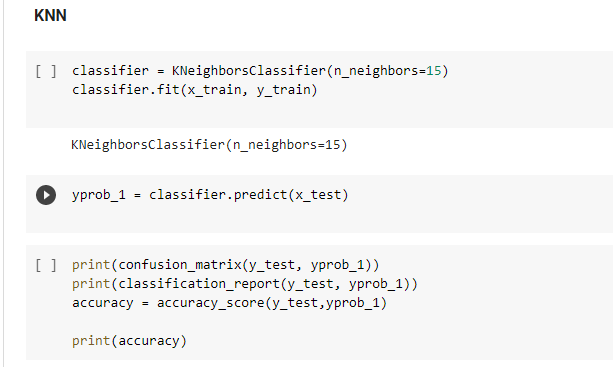 KNN
[ ] classifier = KNeighborsClassifier(n_neighbors=15)
classifier.fit(x_train, y_train)
KNeighborsClassifier(n_neighbors=15)
yprob_1 = classifier.predict(x_test)
[ ] print(confusion_matrix(y_test, yprob_1))
print(classification_report(y_test, yprob_1))
accuracy = accuracy_score(y_test,yprob_1)
print(accuracy)